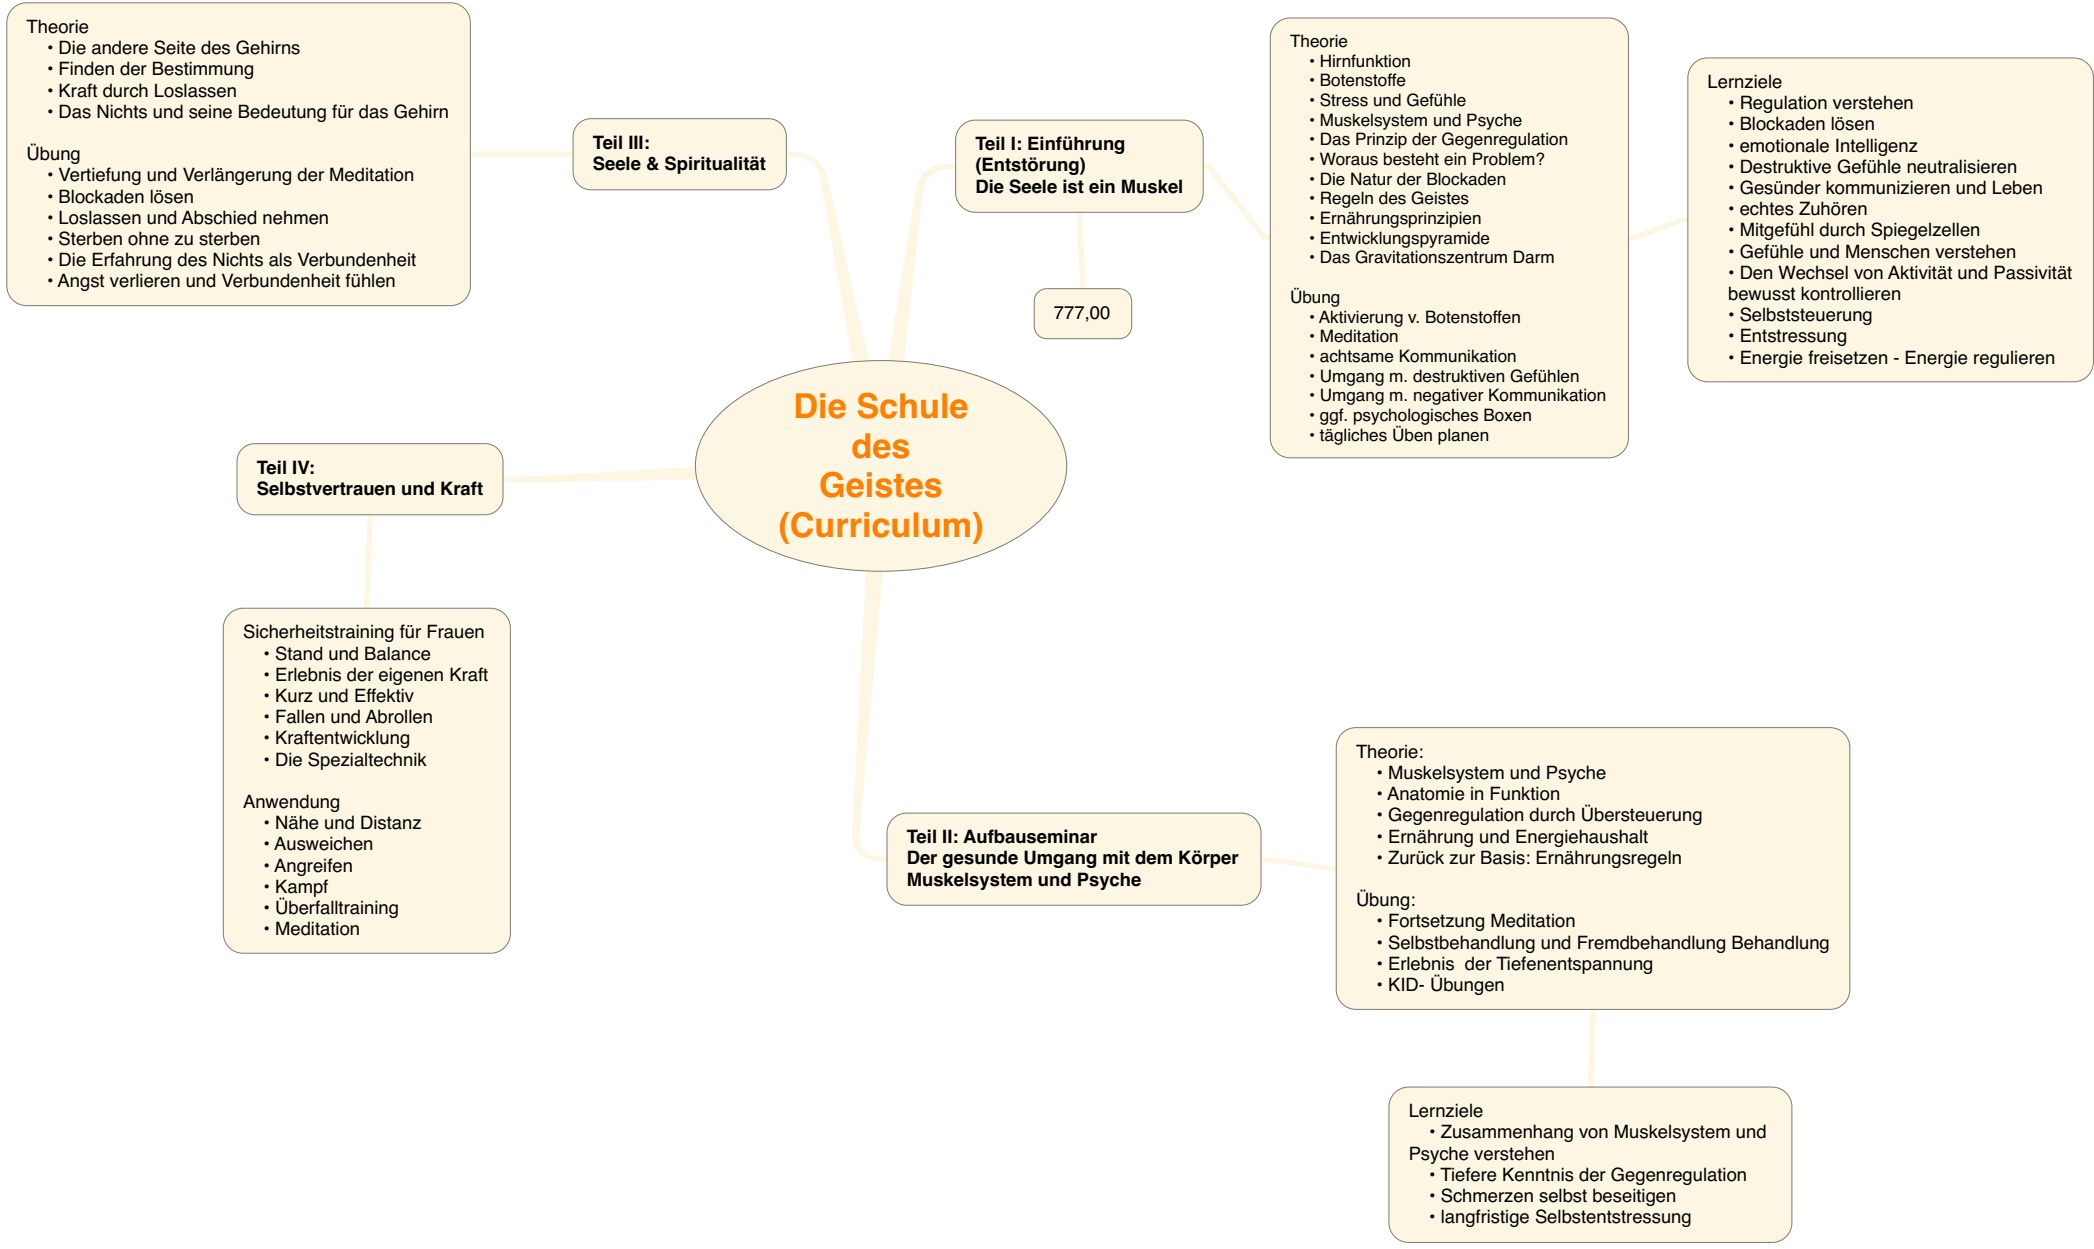 Die Schule
des
Geistes
(Curriculum)
Teil I: Einführung
(Entstörung)
Die Seele ist ein Muskel
777,00
Theorie
• Hirnfunktion
• Botenstoffe
• Stress und Gefühle
• Muskelsystem und Psyche
• Das Prinzip der Gegenregulation
• Woraus besteht ein Problem?
• Die Natur der Blockaden
• Regeln des Geistes
• Ernährungsprinzipien
• Entwicklungspyramide
• Das Gravitationszentrum Darm
Übung
• Aktivierung v. Botenstoffen
• Meditation
• achtsame Kommunikation
• Umgang m. destruktiven Gefühlen
• Umgang m. negativer Kommunikation
• ggf. psychologisches Boxen
• tägliches Üben planen
Lernziele
• Regulation verstehen
• Blockaden lösen
• emotionale Intelligenz
• Destruktive Gefühle neutralisieren
• Gesünder kommunizieren und Leben
• echtes Zuhören
• Mitgefühl durch Spiegelzellen
• Gefühle und Menschen verstehen
• Den Wechsel von Aktivität und Passivität
bewusst kontrollieren
• Selbststeuerung
• Entstressung
• Energie freisetzen - Energie regulieren
Teil II: Aufbauseminar
Der gesunde Umgang mit dem Körper
Muskelsystem und Psyche
Theorie:
• Muskelsystem und Psyche
• Anatomie in Funktion
• Gegenregulation durch Übersteuerung
• Ernährung und Energiehaushalt
• Zurück zur Basis: Ernährungsregeln
Übung:
• Fortsetzung Meditation
• Selbstbehandlung und Fremdbehandlung Behandlung
• Erlebnis  der Tiefenentspannung
• KID- Übungen
Lernziele
• Zusammenhang von Muskelsystem und
Psyche verstehen
• Tiefere Kenntnis der Gegenregulation
• Schmerzen selbst beseitigen
• langfristige Selbstentstressung
Teil III:
Seele & Spiritualität
Theorie
• Die andere Seite des Gehirns
• Finden der Bestimmung
• Kraft durch Loslassen
• Das Nichts und seine Bedeutung für das Gehirn
Übung
• Vertiefung und Verlängerung der Meditation
• Blockaden lösen
• Loslassen und Abschied nehmen
• Sterben ohne zu sterben
• Die Erfahrung des Nichts als Verbundenheit
• Angst verlieren und Verbundenheit fühlen
Teil IV:
Selbstvertrauen und Kraft
Sicherheitstraining für Frauen
• Stand und Balance
• Erlebnis der eigenen Kraft
• Kurz und Effektiv
• Fallen und Abrollen
• Kraftentwicklung
• Die Spezialtechnik
Anwendung
• Nähe und Distanz
• Ausweichen
• Angreifen
• Kampf
• Überfalltraining
• Meditation